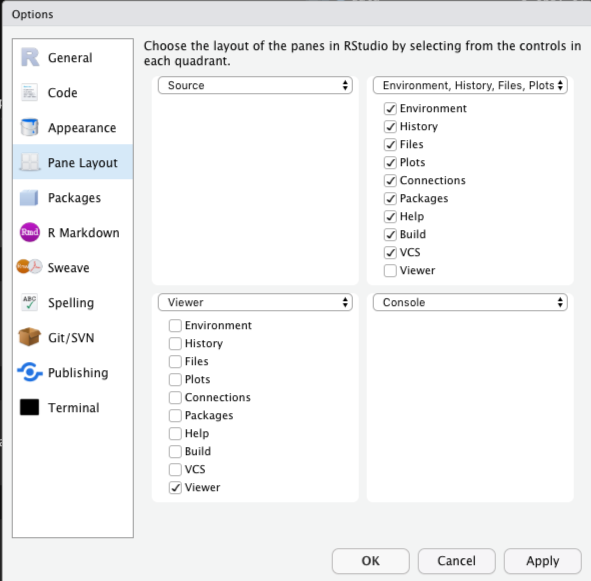 Options
Choose the layout of the panes in RStudio by selecting from the controls in
each quadrant.
R General
Code
Appearance
Pane Layout
Packages
Rmd R Markdown
Sweave
ABC Spelling
Git/SVN
Publishing
Terminal
Source
Environment, History, Files, Plots
Environment
History
Files
Plots
Connections
Packages
Help
Build
VCS
Viewer
Viewer
Environment
History
Files
Plots
Connections
Packages
Help
Build
VCS
Viewer
Console
OK Cancel Apply